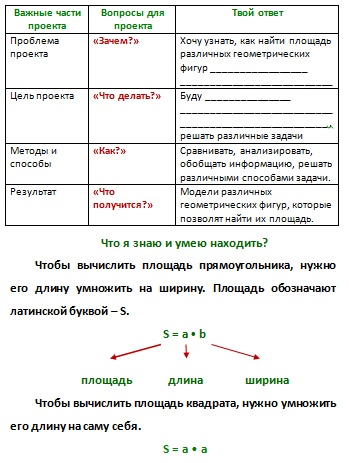 Важные части Вопросы для Твой ответ
проекта проекта
Проблема «Зачем?» Хочу узнать, как найти площадь
проекта различных геометрических
фигур __________________
____________________________
Цель проекта «Что делать?» Буду ________________
____________________________
____________________________,
решать различные задачи
Методы и «Как?» Сравнивать, анализировать,
способы обобщать информацию, решать
различными способами задачи.
Результат «Что Модели различных
получится?» геометрических фигур, которые
позволят найти их площадь.
Что я знаю и умею находить?
Чтобы вычислить площадь прямоугольника, нужно
его длину умножить на ширину. Площадь обозначают
латинской буквой – S.
S = a • b
площадь длина ширина
Чтобы вычислить площадь квадрата, нужно умножить
его длину на саму себя.
S = a • a